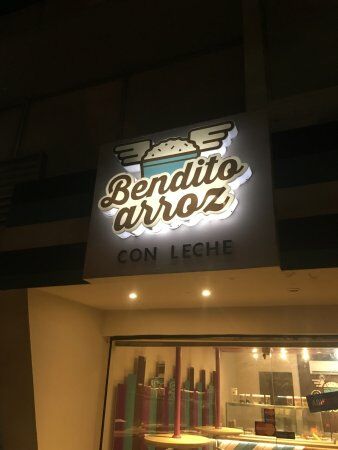 Bendito
arroz
CON LECHE